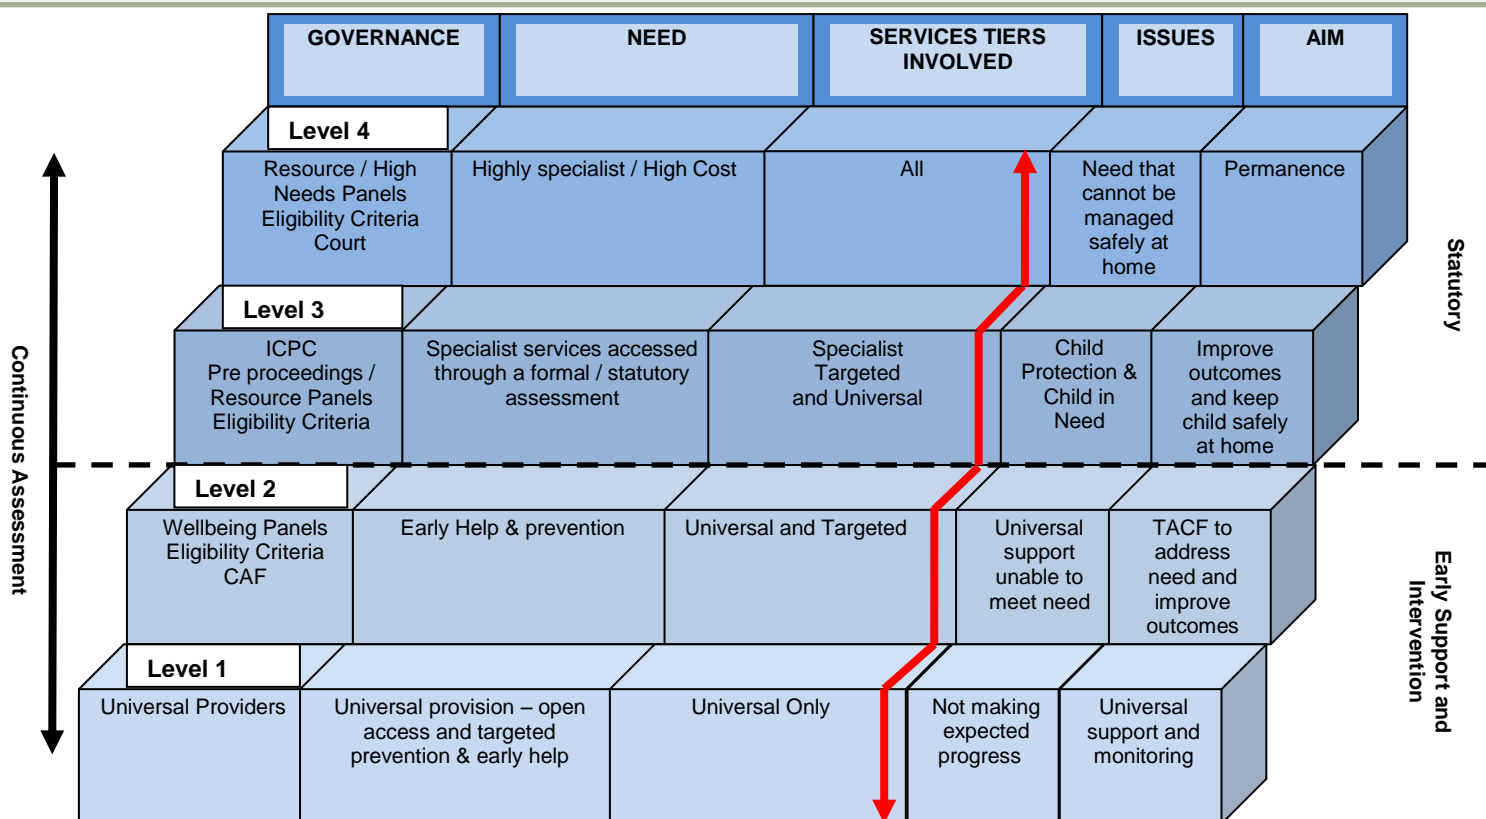 GOVERNANCE
NEED
SERVICES TIERS
INVOLVED
ISSUES
AIM
Level 4
Resource / High
Needs Panels
Eligibility Criteria
Court
Highly specialist / High Cost
All
Need that
cannot be
managed
safely at
home
Permanence
Level 3
ICPC
Pre proceedings /
Resource Panels
Eligibility Criteria
Specialist services accessed
through a formal / statutory
assessment
Specialist
Targeted
and Universal
Child
Protection &
Child in
Need
Improve
outcomes
and keep
child safely
at home
Level 2
Wellbeing Panels
Eligibility Criteria
CAF
Early Help & prevention
Universal and Targeted
Universal
support
unable to
meet need
TACF to
address
need and
improve
outcomes
Level 1
Universal Providers
Universal provision – open
access and targeted
prevention & early help
Universal Only
Not making
expected
progress
Universal
support and
monitoring
Continuous Assessment
Statutory
Early Support and
Intervention